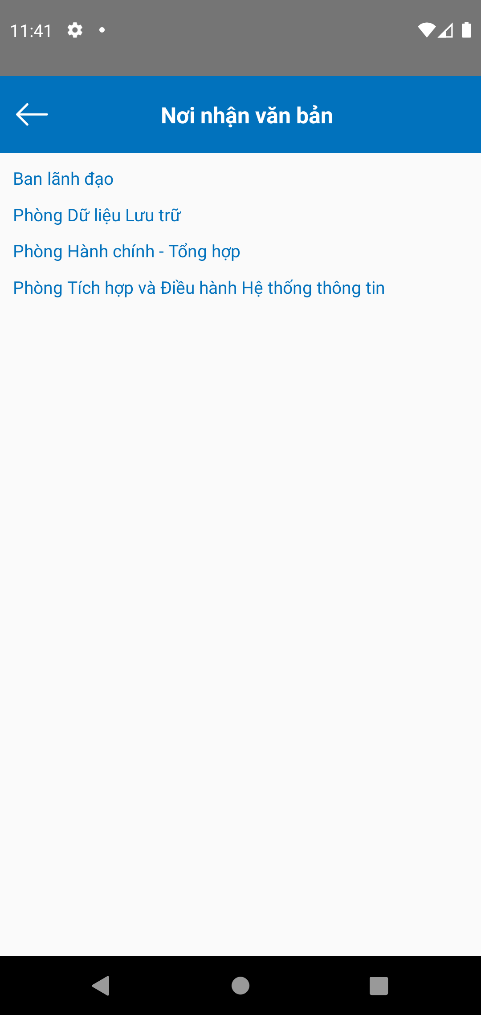 11:41
Nơi nhận văn bản
Ban lãnh đạo
Phòng Dữ liệu Lưu trữ
Phòng Hành chính - Tổng hợp
Phòng Tích hợp và Điều hành Hệ thống thông tin